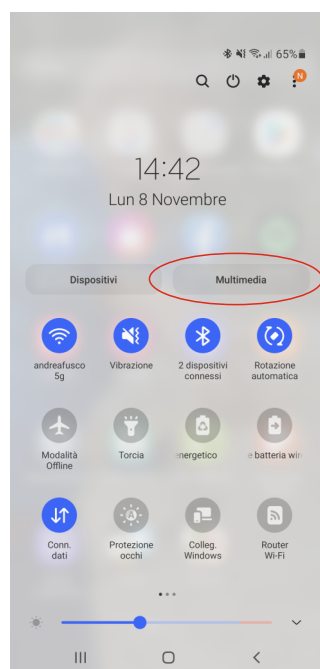 65%
N
14:42
Lun 8 Novembre
Dispositivi
Multimedia
andreafusco
5g
Vibrazione
2 dispositivi
connessi
Rotazione
automatica
Modalità
Offline
Torcia
energetico
e batteria win
Conn.
dati
Protezione
occhi
Colleg.
Windows
Router
Wi-Fi